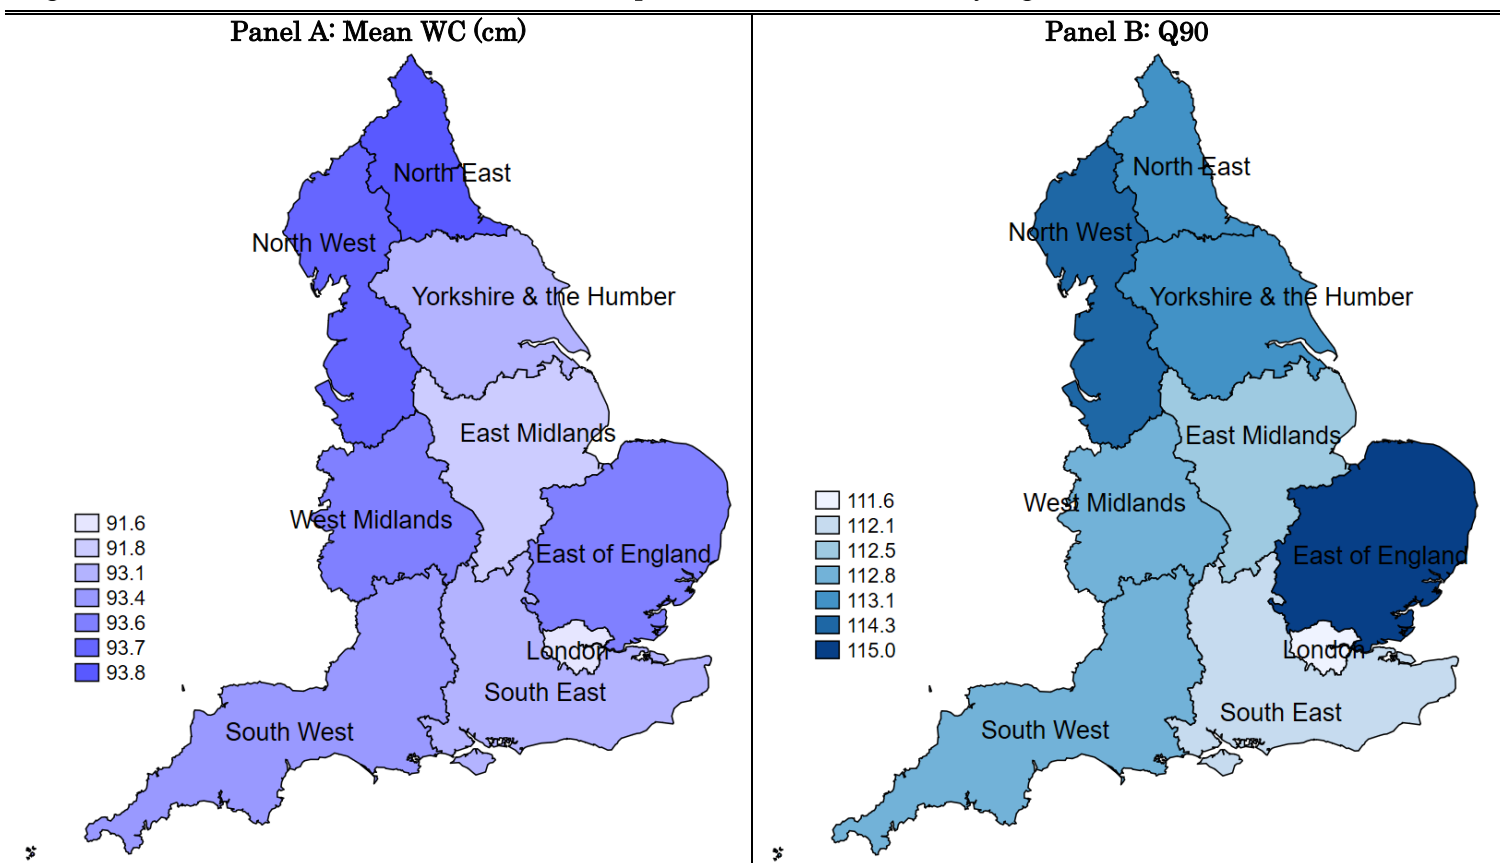 Panel A: Mean WC (cm)
North East
North West
Yorkshire & the Humber
East Midlands
West Midlands
East of England
London
South East
South West
91.6
91.8
93.1
93.4
93.6
93.7
93.8
Panel B: Q90
North East
North West
Yorkshire & the Humber
East Midlands
West Midlands
East of England
London
South East
South West
111.6
112.1
112.5
112.8
113.1
114.3
115.0